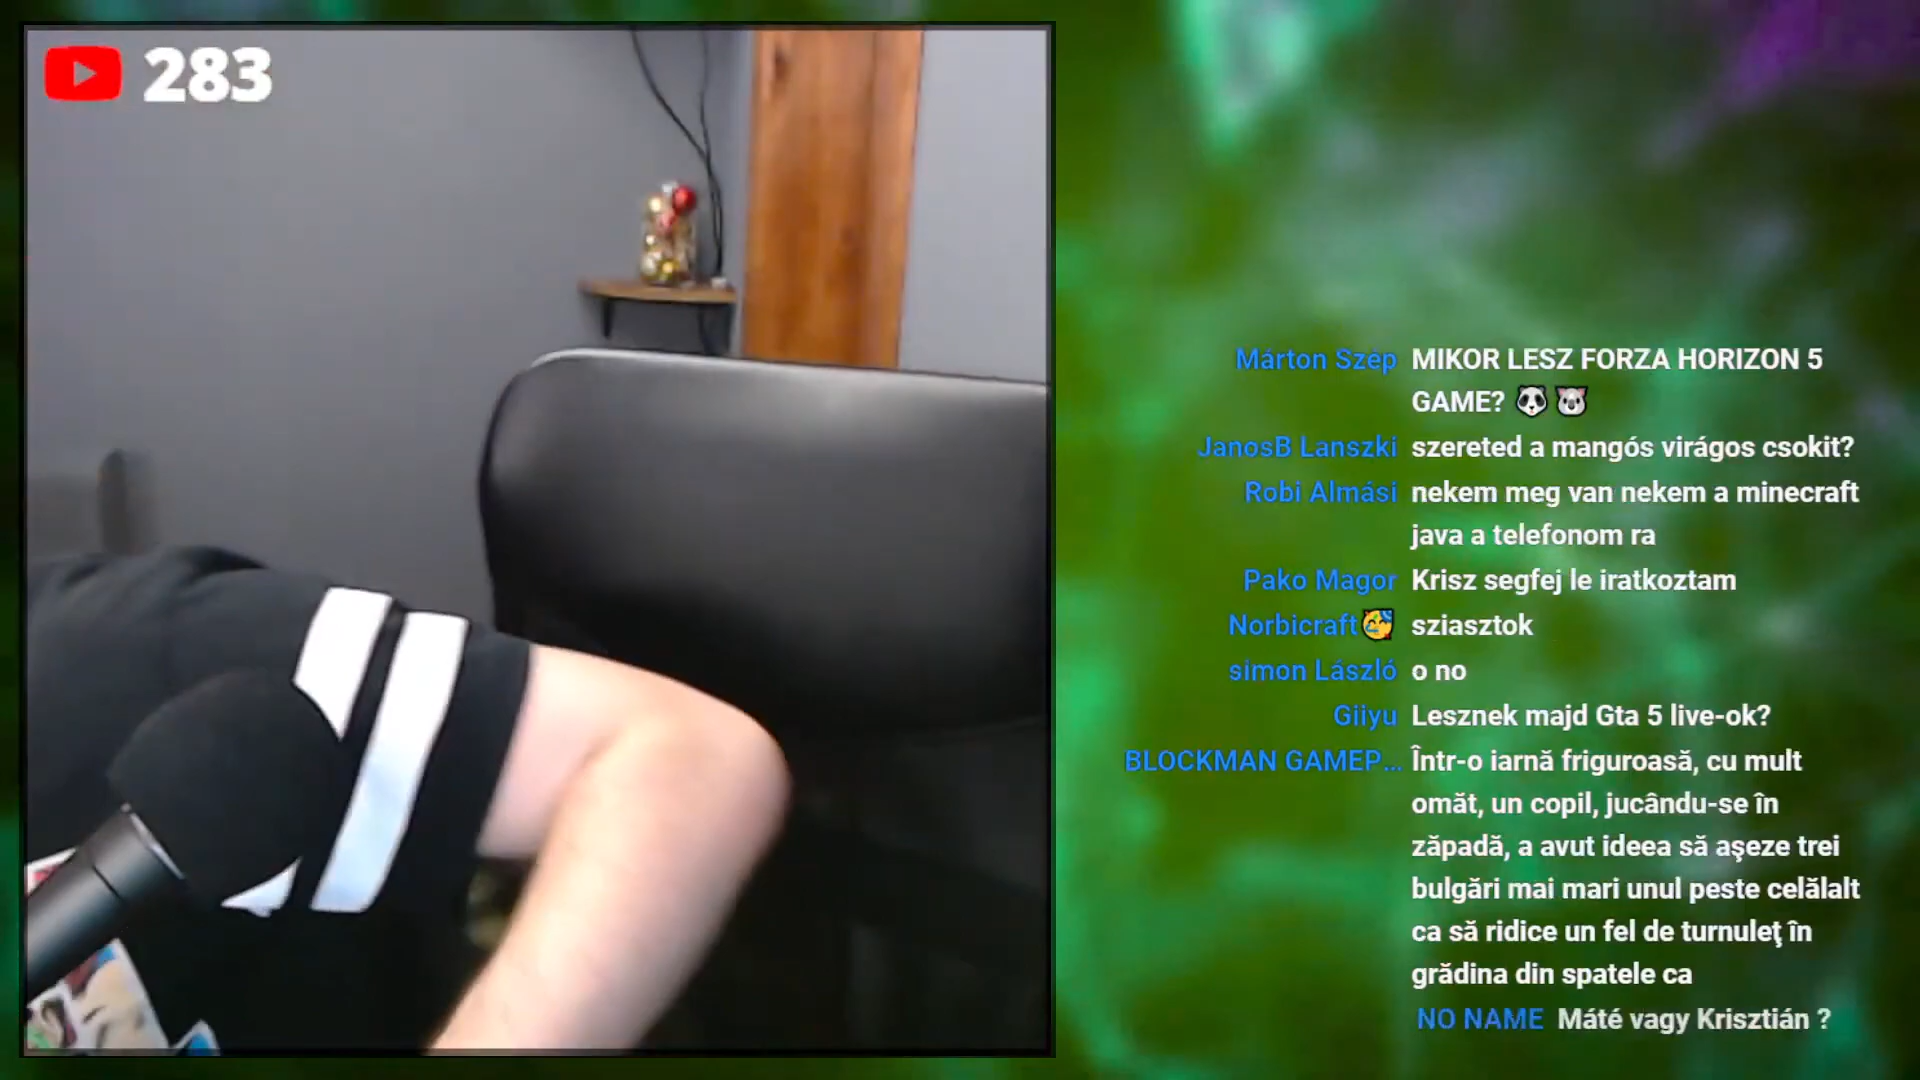 283
Márton Szép MIKOR LESZ FORZA HORIZON 5
GAME? 🐼🐨
JanosB Lanszki szereted a mangós virágos csokit?
Robi Almási nekem meg van nekem a minecraft
java a telefonom ra
Pako Magor Krisz segfej le iratkoztam
Norbicraft🥳 sziasztok
simon László o no
Giiyu Lesznek majd Gta 5 live-ok?
BLOCKMAN GAMEP... Într-o iarnă friguroasă, cu mult
omăt, un copil, jucându-se în
zăpadă, a avut ideea să aşeze trei
bulgări mai mari unul peste celălalt
ca să ridice un fel de turnuleţ în
grădina din spatele ca
NO NAME Máté vagy Krisztián ?